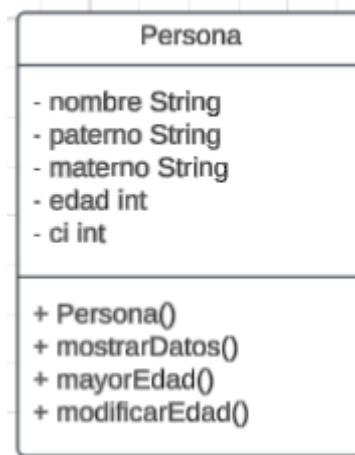 Persona
- nombre String
- paterno String
- materno String
- edad int
- ci int
+ Persona()
+ mostrarDatos()
+ mayorEdad()
+ modificarEdad()